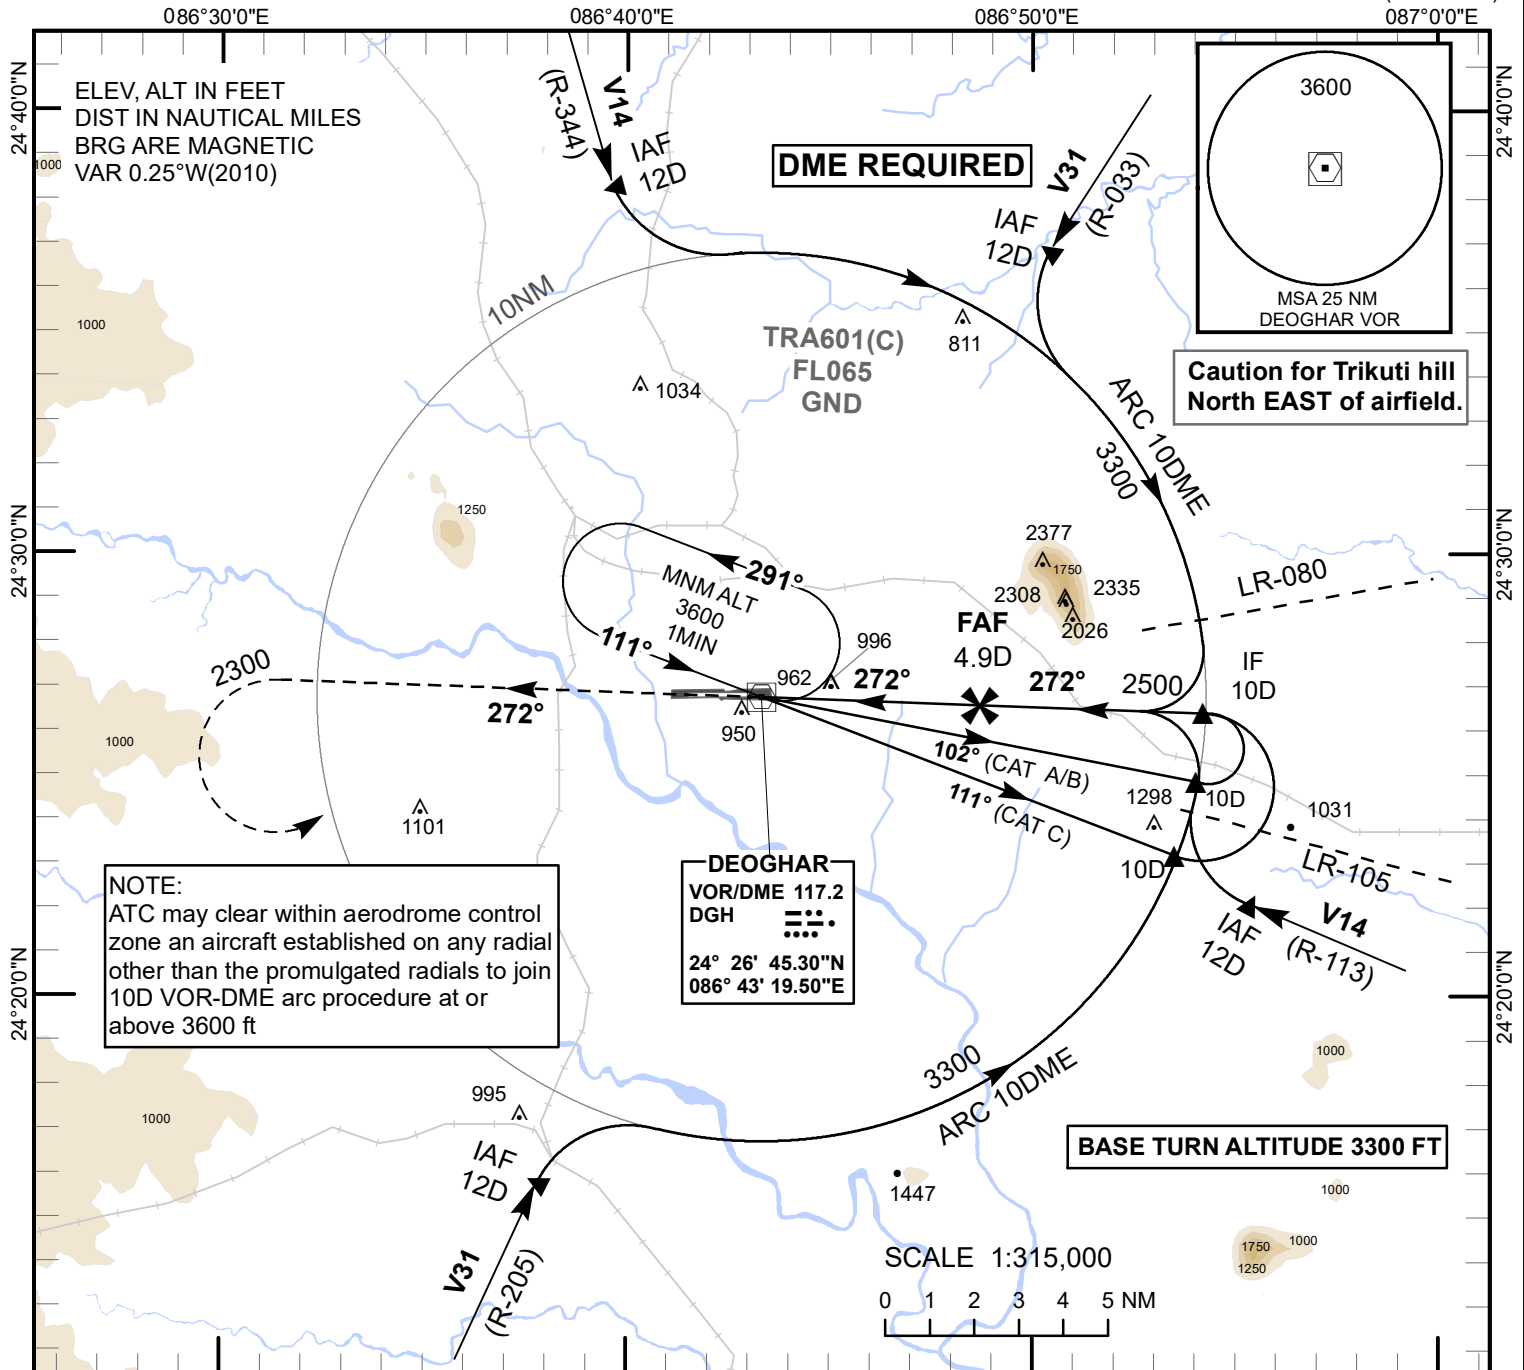 086°30'0"E
086°40'0"E
086°50'0"E
087°0'0"E
24°40'0"N
24°40'0"N
ELEV, ALT IN FEET
DIST IN NAUTICAL MILES
BRG ARE MAGNETIC
VAR 0.25°W(2010)
1000
V14
(R-344)
IAF
12D
DME REQUIRED
V31
(R-033)
IAF
12D
3600
MSA 25 NM
DEOGHAR VOR
Caution for Trikuti hill
North EAST of airfield.
10NM
1000
TRA601(C)
FL065
GND
811
1034
ARC 10DME
3300
1250
24°30'0"N
24°30'0"N
2377
1750
2308
2335
2026
LR-080
291°
MNM ALT
3600
1MIN
111°
FAF
4.9D
996
962
272°
272°
2500
IF
10D
2300
272°
950
1000
102° (CAT A/B)
111° (CAT C)
1298
10D
1031
10D
LR-105
1101
V14
(R-113)
IAF
12D
DEOGHAR
VOR/DME 117.2
DGH
24° 26' 45.30"N
086° 43' 19.50"E
NOTE:
ATC may clear within aerodrome control
zone an aircraft established on any radial
other than the promulgated radials to join
10D VOR-DME arc procedure at or
above 3600 ft
24°20'0"N
24°20'0"N
3300
ARC 10DME
1000
995
1000
IAF
12D
BASE TURN ALTITUDE 3300 FT
1447
1000
V31
(R-205)
SCALE 1:315,000
0 1 2 3 4 5 NM
1750
1000
1250